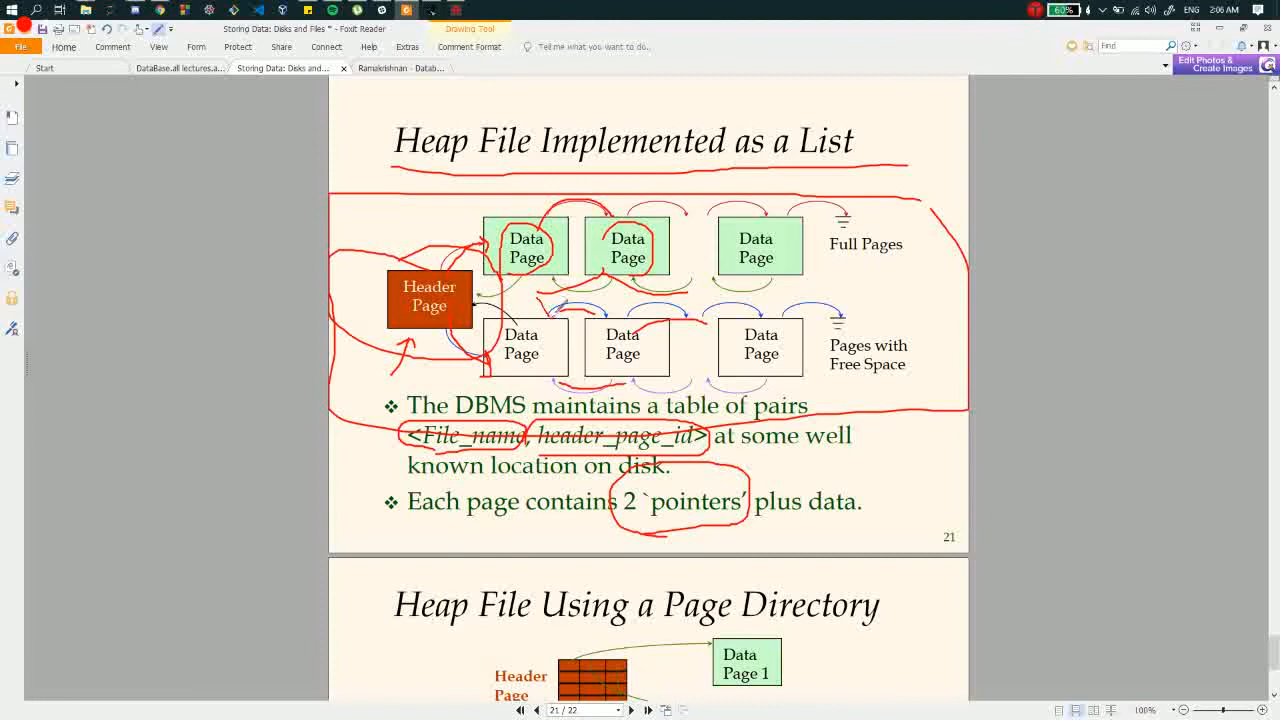 60%
ENG
2:06 AM
Storing Data: Disks and Files * - Foxit Reader
Drawing Tool
File
Home
Comment
View
Form
Protect
Share
Connect
Help
Extras
Comment Format
Tell me what you want to do..
Find
Start
DataBase.all lectures.a...
Storing Data: Disks and...
Ramakrishnan - Datab...
Edit Photos &
Create Images
Heap File Implemented as a List
Data
Page
Data
Page
Data
Page
Full Pages
Header
Page
Data
Page
Data
Page
Data
Page
Pages with
Free Space
❖ The DBMS maintains a table of pairs
<File_name, header_page_id> at some well
known location on disk.
❖ Each page contains 2 `pointers’ plus data.
21
Heap File Using a Page Directory
Header
Page
Data
Page 1
21 / 22
100%